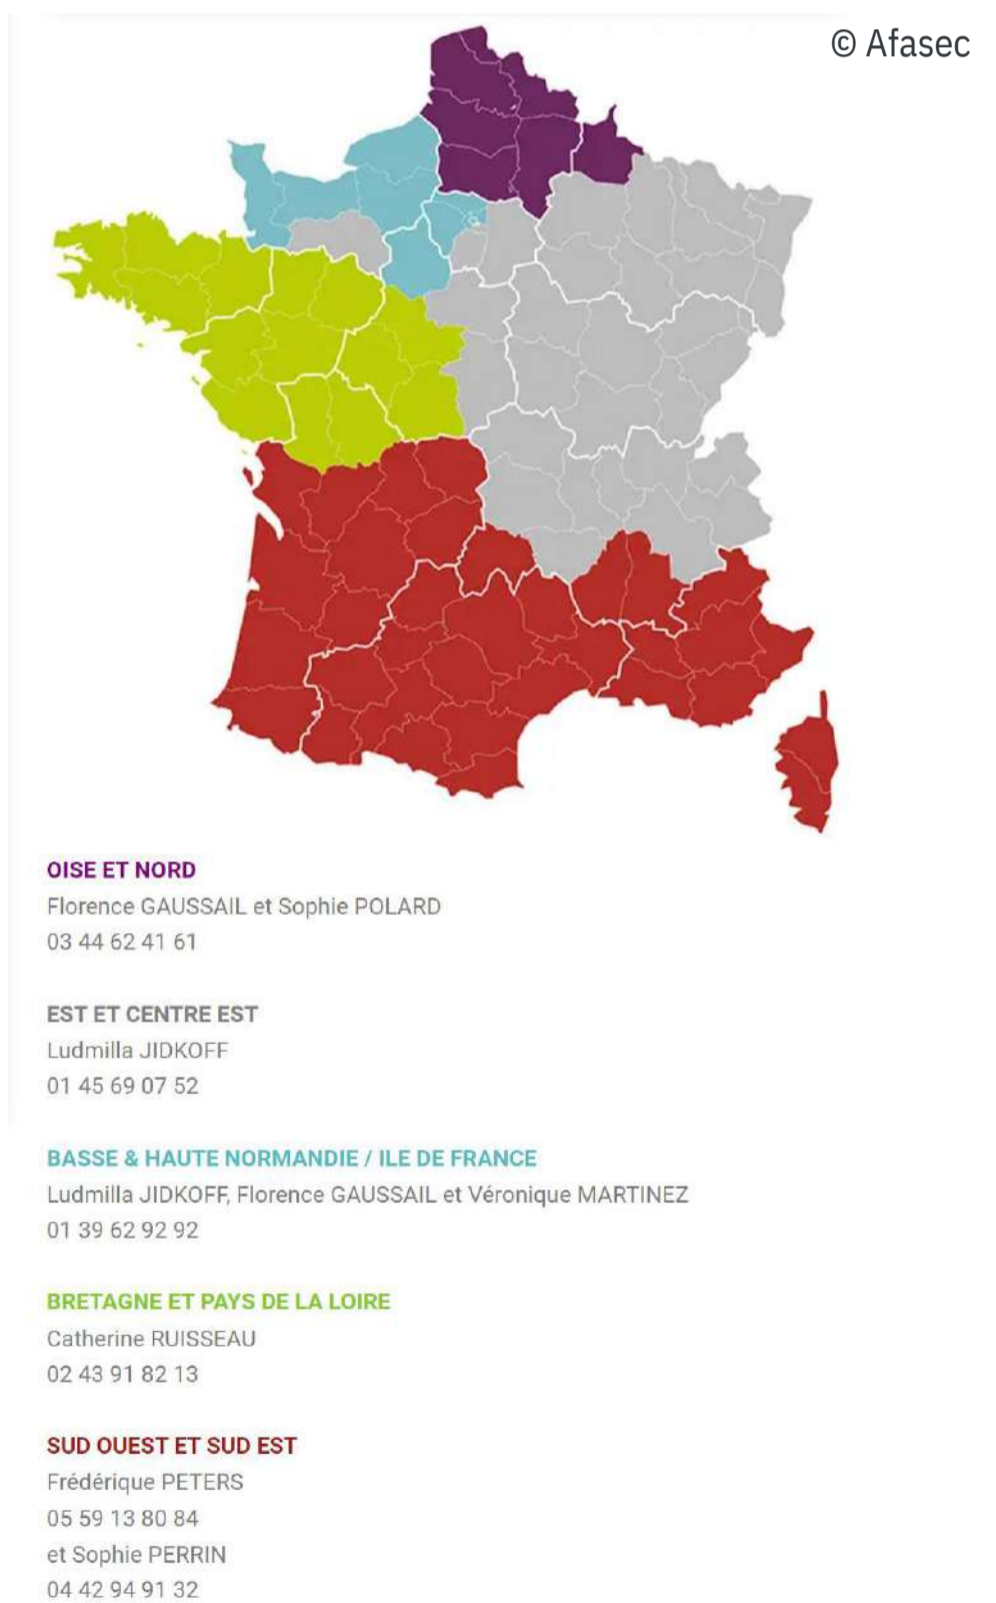 © Afasec
OISE ET NORD
Florence GAUSSAIL et Sophie POLARD
03 44 62 41 61
EST ET CENTRE EST
Ludmilla JIDKOFF
01 45 69 07 52
BASSE & HAUTE NORMANDIE / ILE DE FRANCE
Ludmilla JIDKOFF, Florence GAUSSAIL et Véronique MARTINEZ
01 39 62 92 92
BRETAGNE ET PAYS DE LA LOIRE
Catherine RUISSEAU
02 43 91 82 13
SUD OUEST ET SUD EST
Frédérique PETERS
05 59 13 80 84
et Sophie PERRIN
04 42 94 91 32